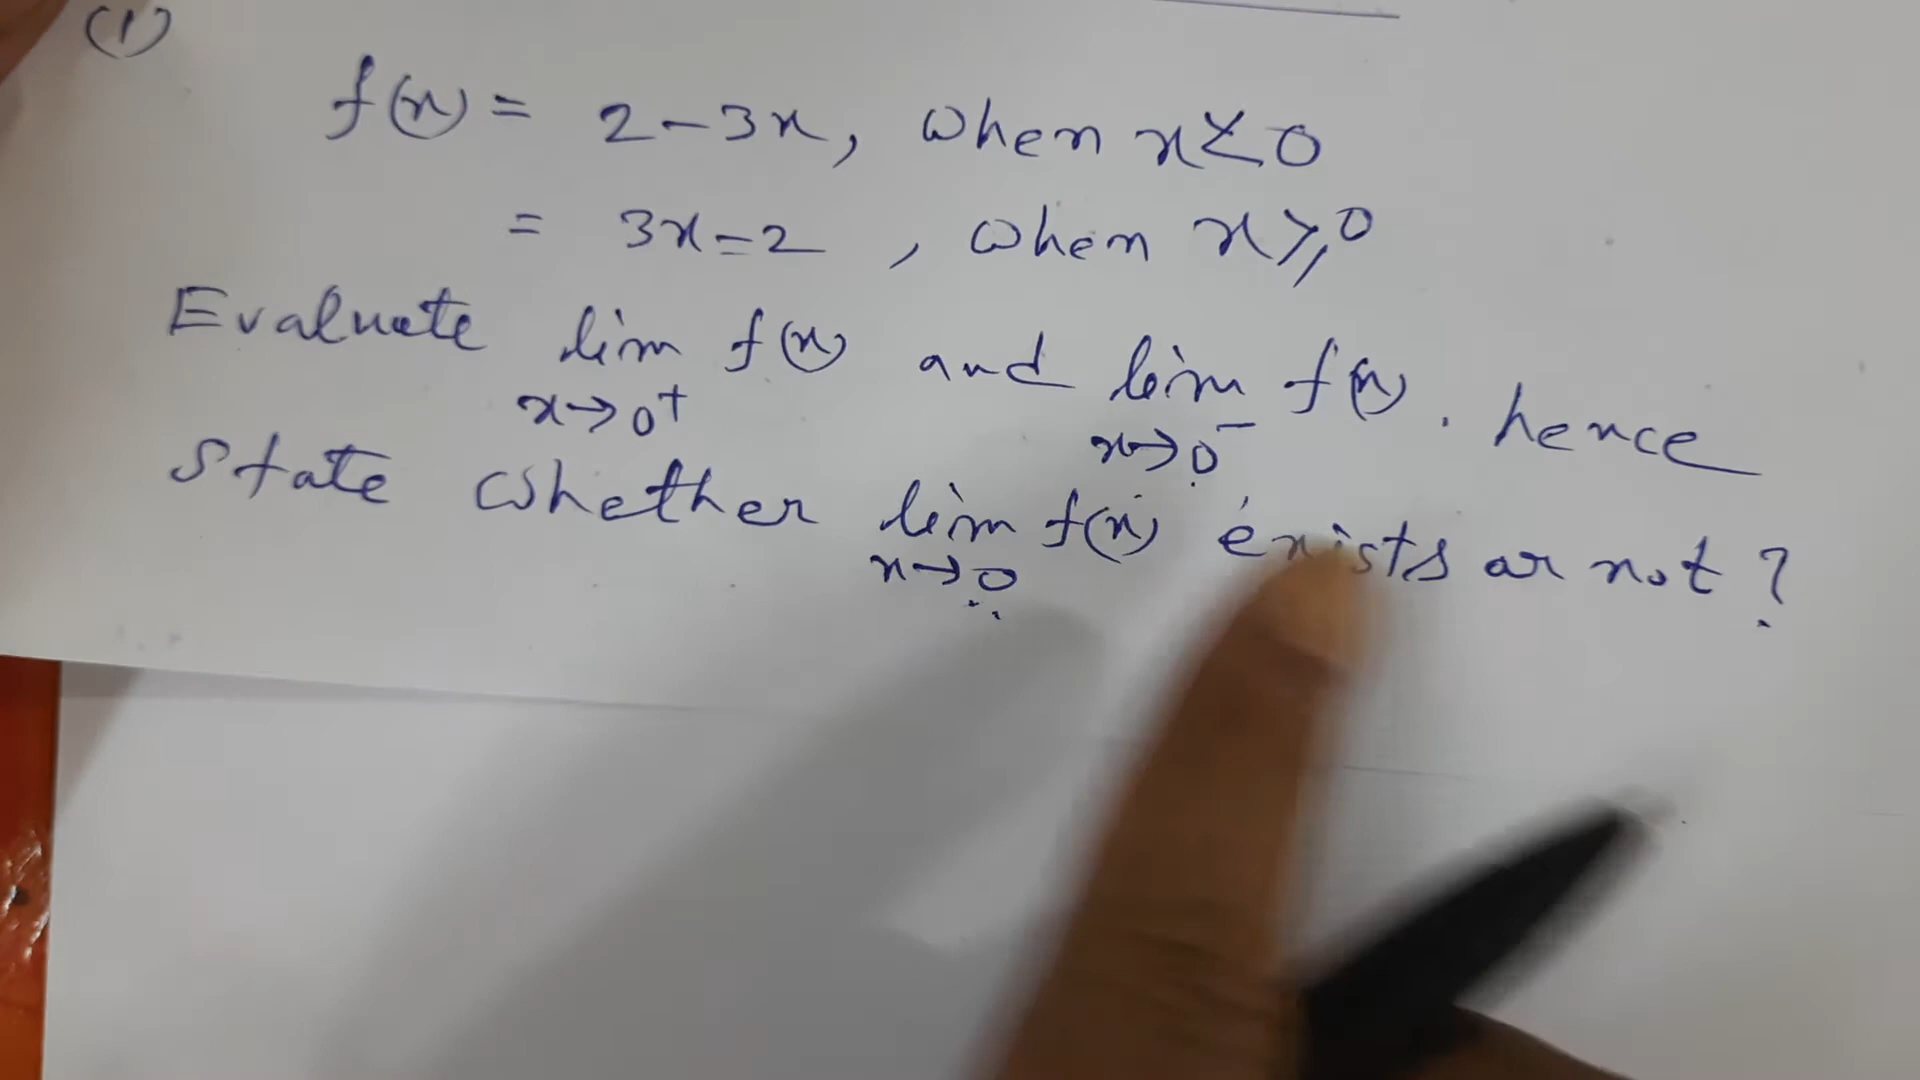 (1)
f(x) = 2-3x, when x<0
= 3x-2, when x≥0
Evaluate lim f(x) and lim f(x). hence
x→0+ x→0-
State whether lim f(x) exists or not?
x→0